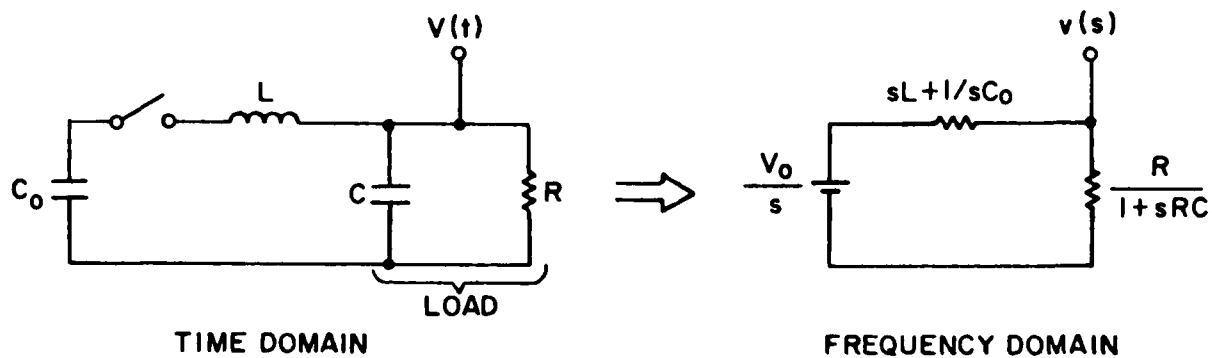 V(t)
L
C₀
C
R
LOAD
TIME DOMAIN
v(s)
sL+1/sC₀
V₀
s
R
1+sRC
FREQUENCY DOMAIN